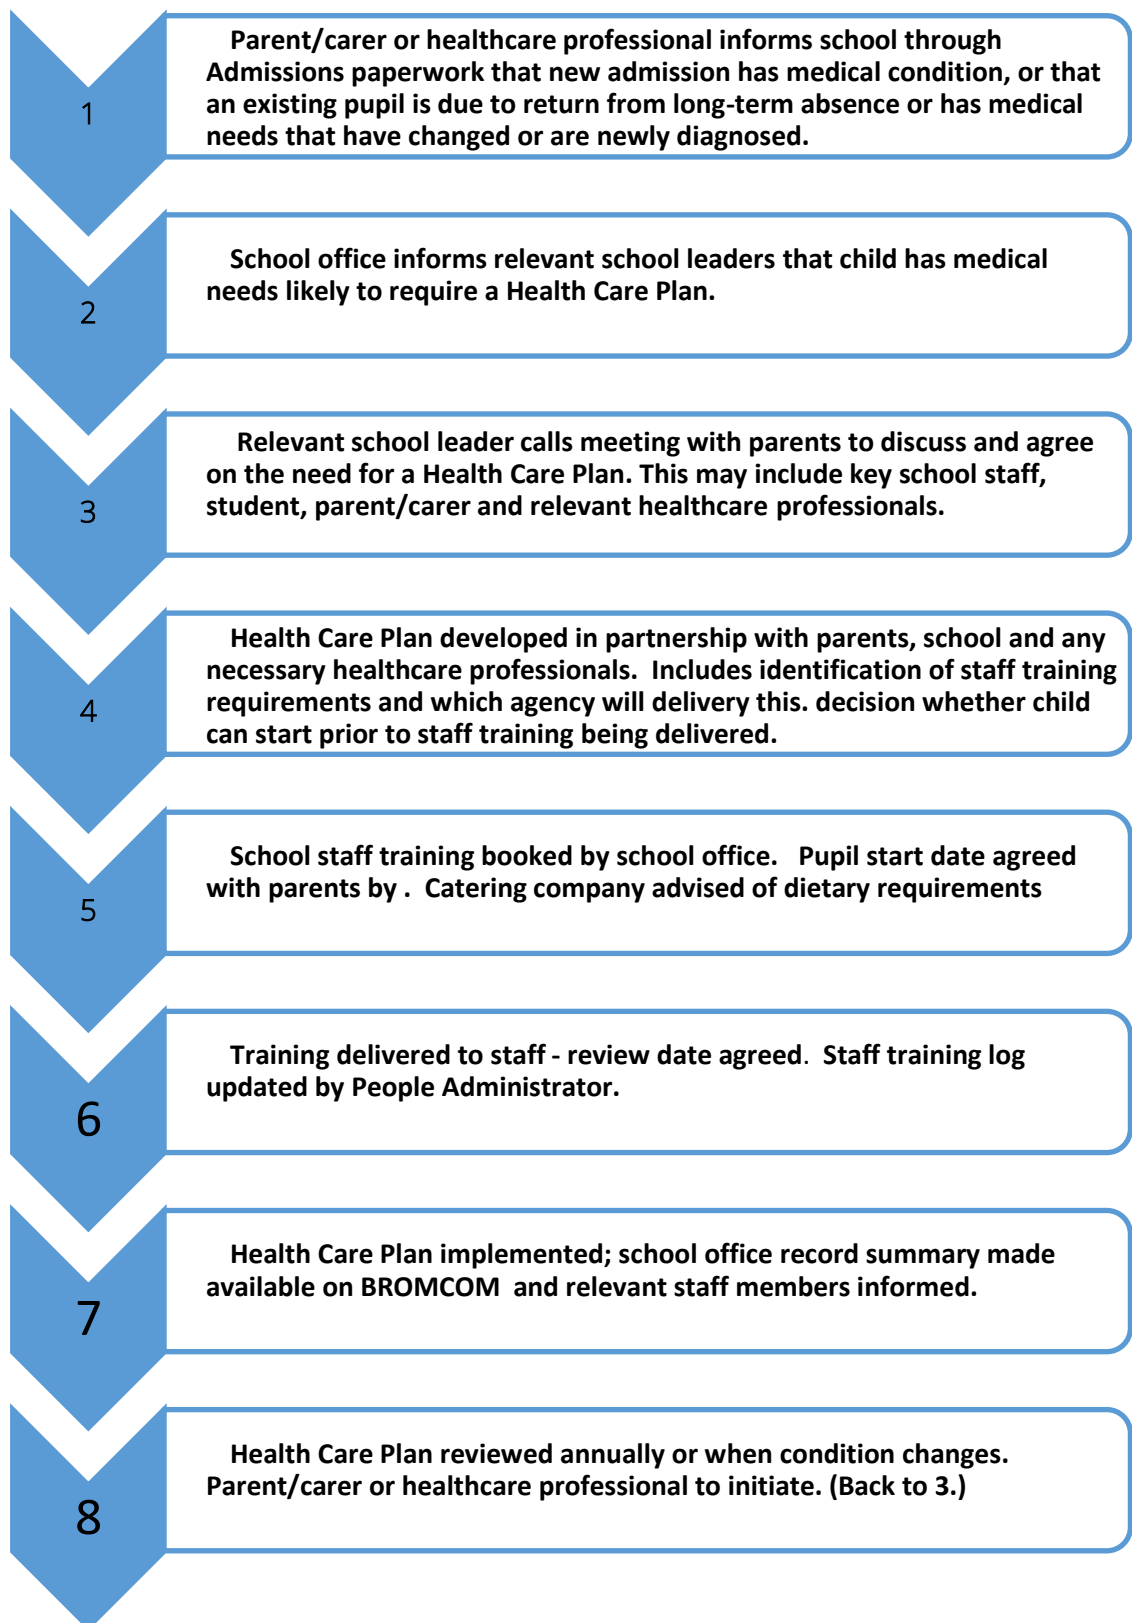 1
Parent/carer or healthcare professional informs school through
Admissions paperwork that new admission has medical condition, or that
an existing pupil is due to return from long-term absence or has medical
needs that have changed or are newly diagnosed.
2
School office informs relevant school leaders that child has medical
needs likely to require a Health Care Plan.
3
Relevant school leader calls meeting with parents to discuss and agree
on the need for a Health Care Plan. This may include key school staff,
student, parent/carer and relevant healthcare professionals.
4
Health Care Plan developed in partnership with parents, school and any
necessary healthcare professionals.  Includes identification of staff training
requirements and which agency will delivery this. decision whether child
can start prior to staff training being delivered.
5
School staff training booked by school office.   Pupil start date agreed
with parents by .  Catering company advised of dietary requirements
6
Training delivered to staff - review date agreed.  Staff training log
updated by People Administrator.
7
Health Care Plan implemented; school office record summary made
available on BROMCOM  and relevant staff members informed.
8
Health Care Plan reviewed annually or when condition changes.
Parent/carer or healthcare professional to initiate. (Back to 3.)